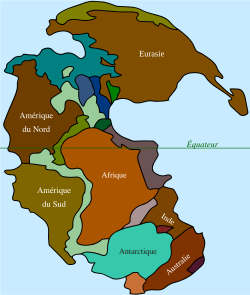 Eurasie
Amérique
du Nord
Équateur
Afrique
Amérique
du Sud
Inde
Antarctique
Australie